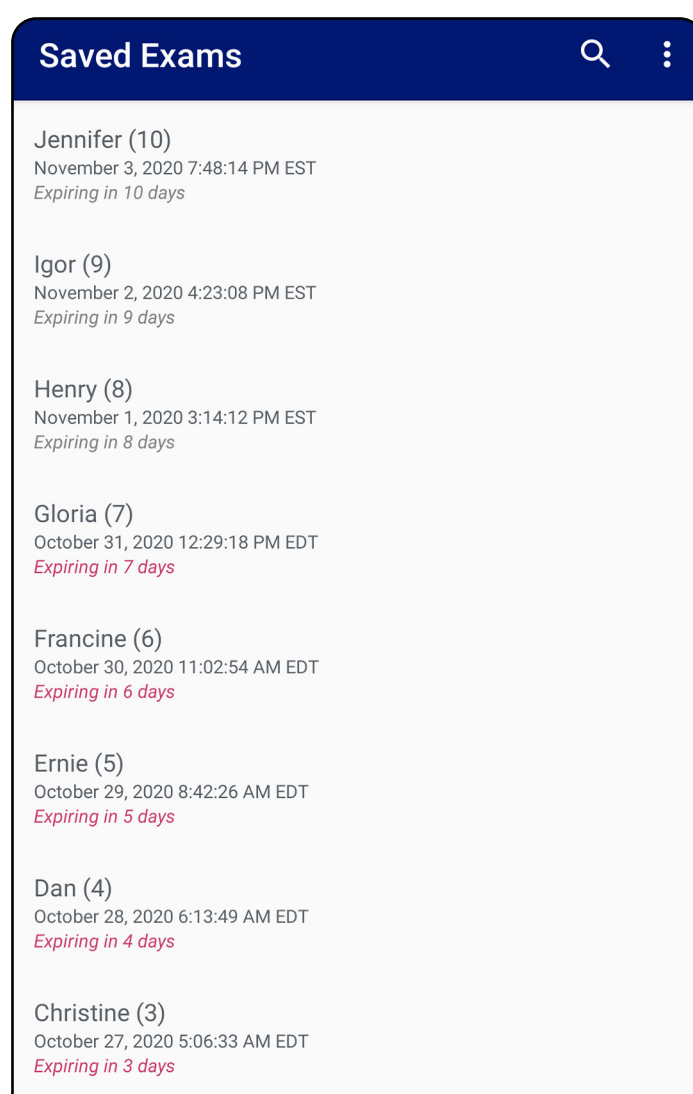 Saved Exams
Jennifer (10)
November 3, 2020 7:48:14 PM EST
Expiring in 10 days
Igor (9)
November 2, 2020 4:23:08 PM EST
Expiring in 9 days
Henry (8)
November 1, 2020 3:14:12 PM EST
Expiring in 8 days
Gloria (7)
October 31, 2020 12:29:18 PM EDT
Expiring in 7 days
Francine (6)
October 30, 2020 11:02:54 AM EDT
Expiring in 6 days
Ernie (5)
October 29, 2020 8:42:26 AM EDT
Expiring in 5 days
Dan (4)
October 28, 2020 6:13:49 AM EDT
Expiring in 4 days
Christine (3)
October 27, 2020 5:06:33 AM EDT
Expiring in 3 days